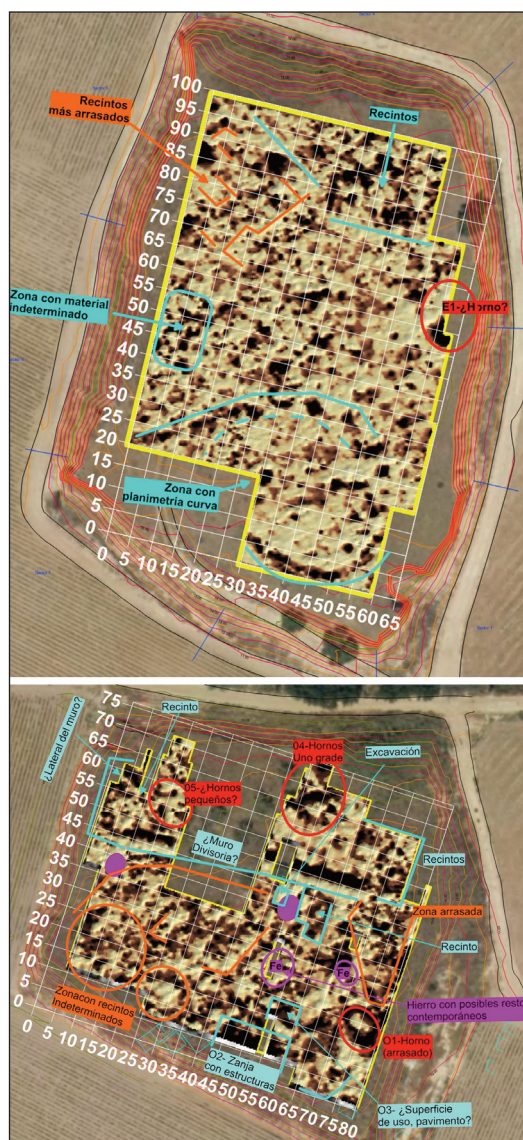 100
95
90
85
80
75
70
65
60
55
50
45
40
35
30
25
20
15
10
5
0
0 5 10 15 20 25 30 35 40 45 50 55 60 65
Recintos
más arrasados
Recintos
E1-¿Horno?
Zona con material
indeterminado
Zona con
planimetria curva
75
70
65
60
55
50
45
40
35
30
25
20
15
10
5
0
0 5 10 15 20 25 30 35 40 45 50 55 60 65 70 75 80
¿Lateral del muro?
Recinto
04-Hornos
Uno grade
Excavación
05-¿Hornos
pequeños?
¿Muro
Divisoria?
Recintos
Zona arrasada
Recinto
Fe
Fe
Hierro con posibles resto
contemporáneos
Zonacon recintos
Indeterminados
O1-Horno
(arrasado)
O2- Zanja
con estructuras
O3- ¿Superficie
de uso, pavimento?